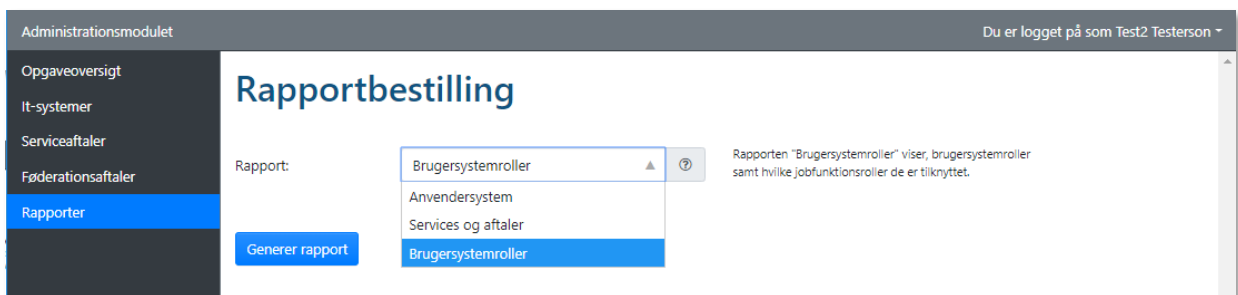 Administrationsmodulet
Du er logget på som Test2 Testerson
Opgaveoversigt
It-systemer
Serviceaftaler
Føderationsaftaler
Rapporter
Rapportbestilling
Rapport:
Brugersystemroller
Anvendersystem
Services og aftaler
Brugersystemroller
Rapporten "Brugersystemroller" viser, brugersystemroller
samt hvilke jobfunktionsroller de er tilknyttet.
Generer rapport